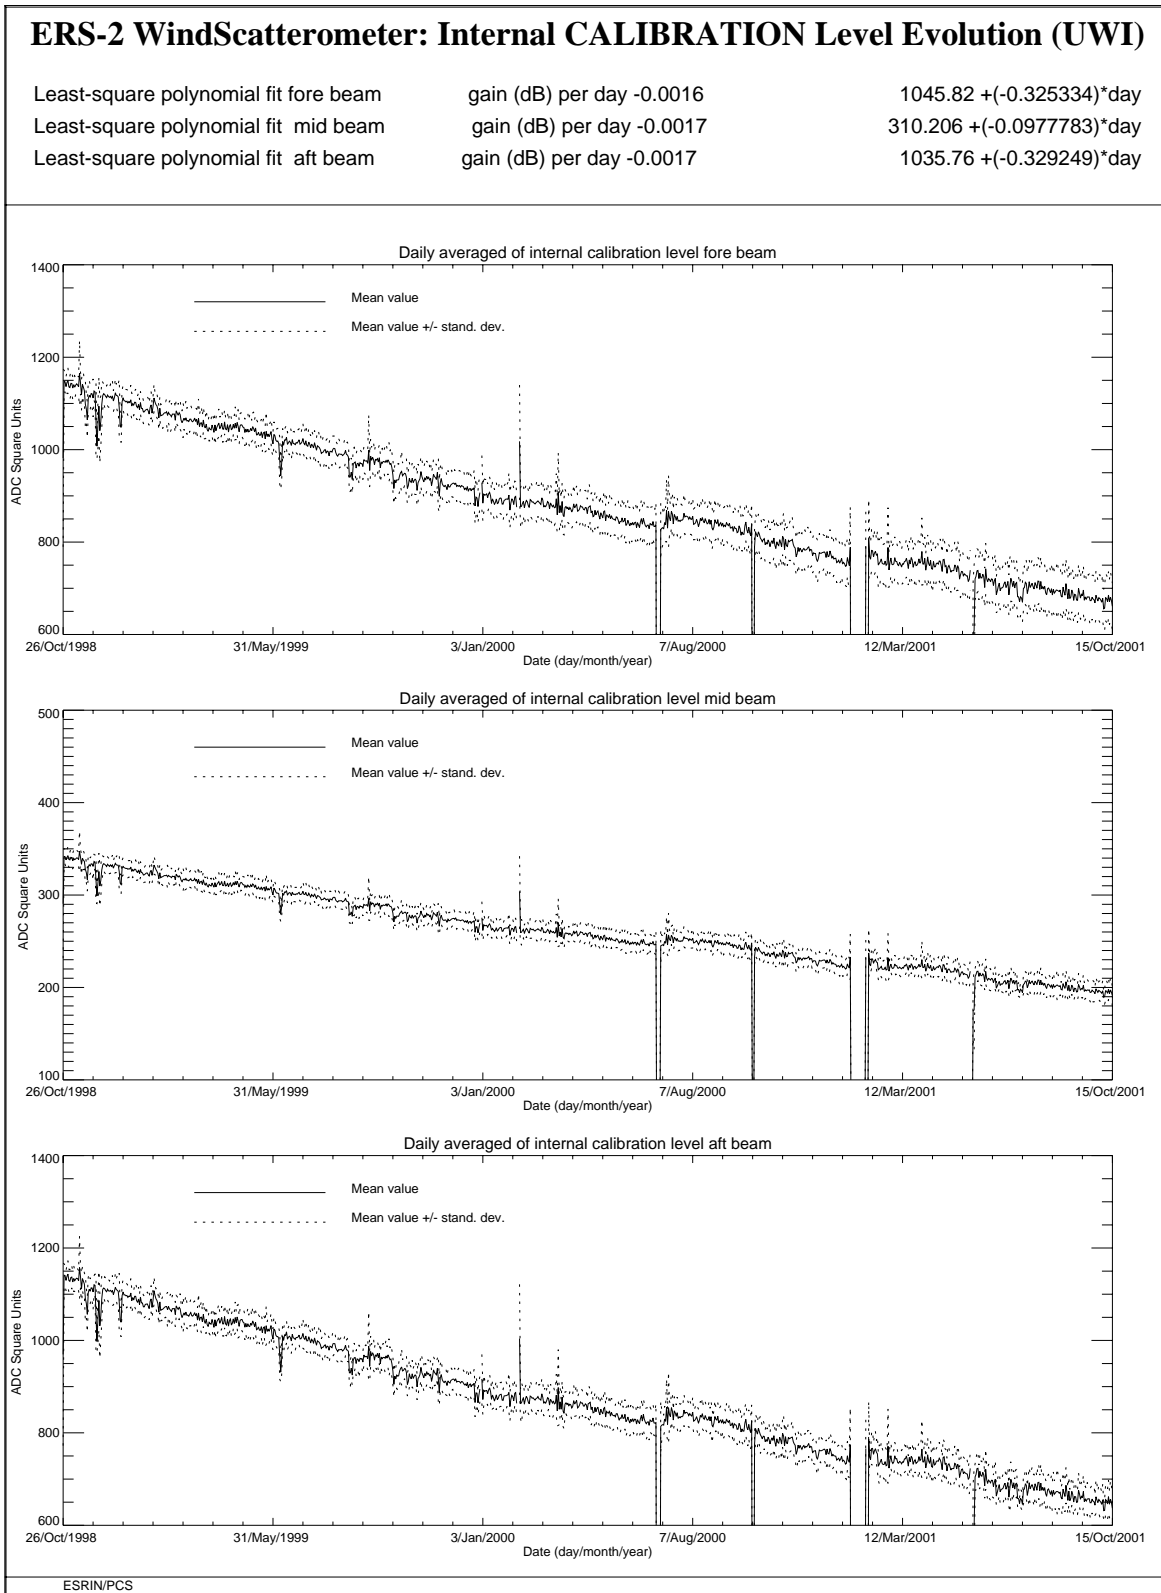 ERS-2 WindScatterometer: Internal CALIBRATION Level Evolution (UWI)
Least-square polynomial fit fore beam gain (dB) per day -0.0016 1045.82 +(-0.325334)*day
Least-square polynomial fit mid beam gain (dB) per day -0.0017 310.206 +(-0.0977783)*day
Least-square polynomial fit aft beam gain (dB) per day -0.0017 1035.76 +(-0.329249)*day
Daily averaged of internal calibration level fore beam
1400
1200
1000
800
600
ADC Square Units
Mean value
Mean value +/- stand. dev.
26/Oct/1998 31/May/1999 3/Jan/2000 7/Aug/2000 12/Mar/2001 15/Oct/2001
Date (day/month/year)
Daily averaged of internal calibration level mid beam
500
400
300
200
100
ADC Square Units
Mean value
Mean value +/- stand. dev.
26/Oct/1998 31/May/1999 3/Jan/2000 7/Aug/2000 12/Mar/2001 15/Oct/2001
Date (day/month/year)
Daily averaged of internal calibration level aft beam
1400
1200
1000
800
600
ADC Square Units
Mean value
Mean value +/- stand. dev.
26/Oct/1998 31/May/1999 3/Jan/2000 7/Aug/2000 12/Mar/2001 15/Oct/2001
Date (day/month/year)
ESRIN/PCS